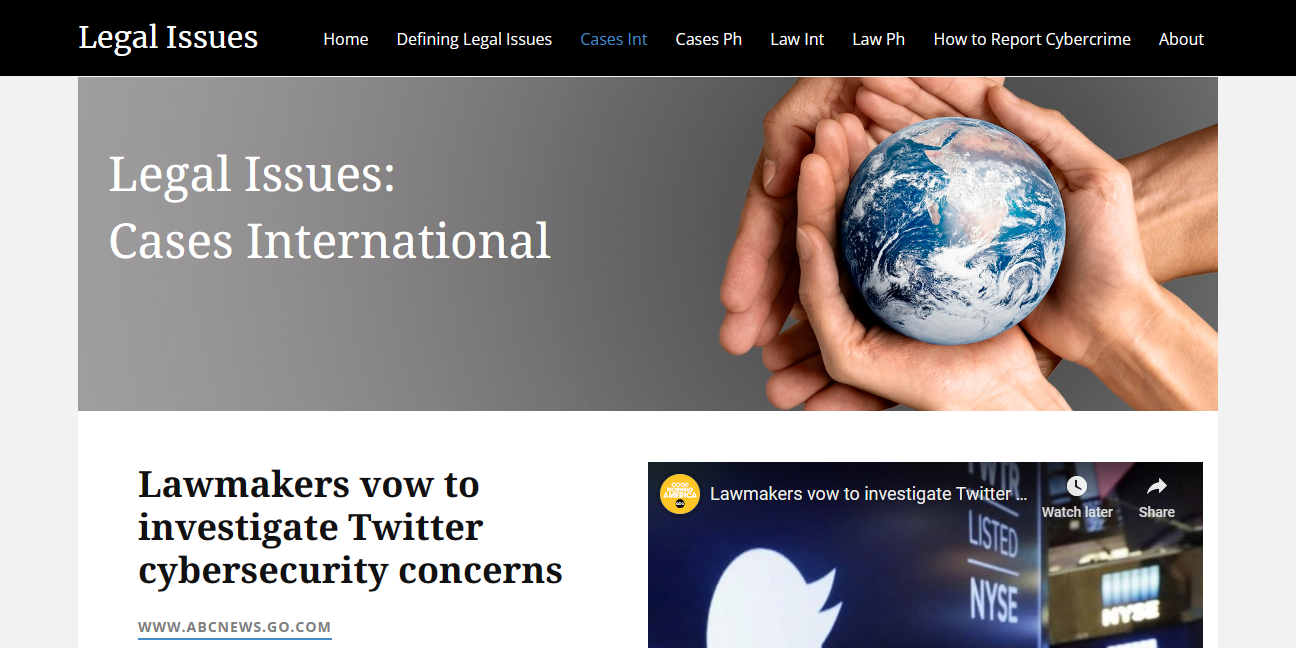 Legal Issues
Home Defining Legal Issues Cases Int Cases Ph Law Int Law Ph How to Report Cybercrime About
Legal Issues:
Cases International
Lawmakers vow to
investigate Twitter
cybersecurity concerns
WWW.ABCNEWS.GO.COM
GOOD
MORNING
AMERICA
abc
Lawmakers vow to investigate Twitter ...
Watch later Share
TWTR
LISTED
NYSE
NYSE